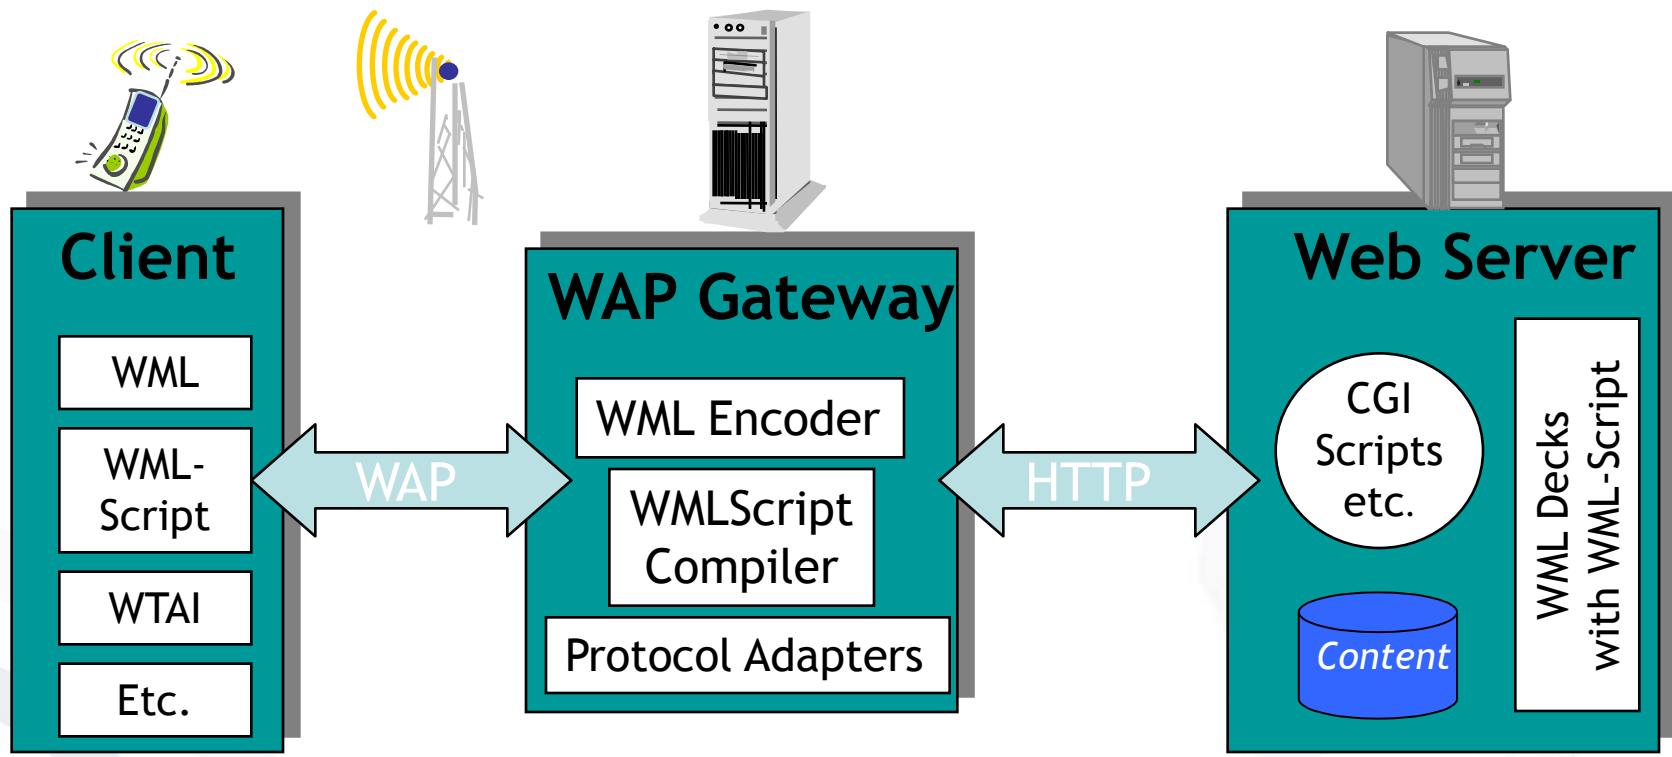 Client
WML
WML-
Script
WTAI
Etc.
WAP
WAP Gateway
WML Encoder
WMLScript
Compiler
Protocol Adapters
HTTP
Web Server
CGI
Scripts
etc.
Content
WML Decks
with WML-Script